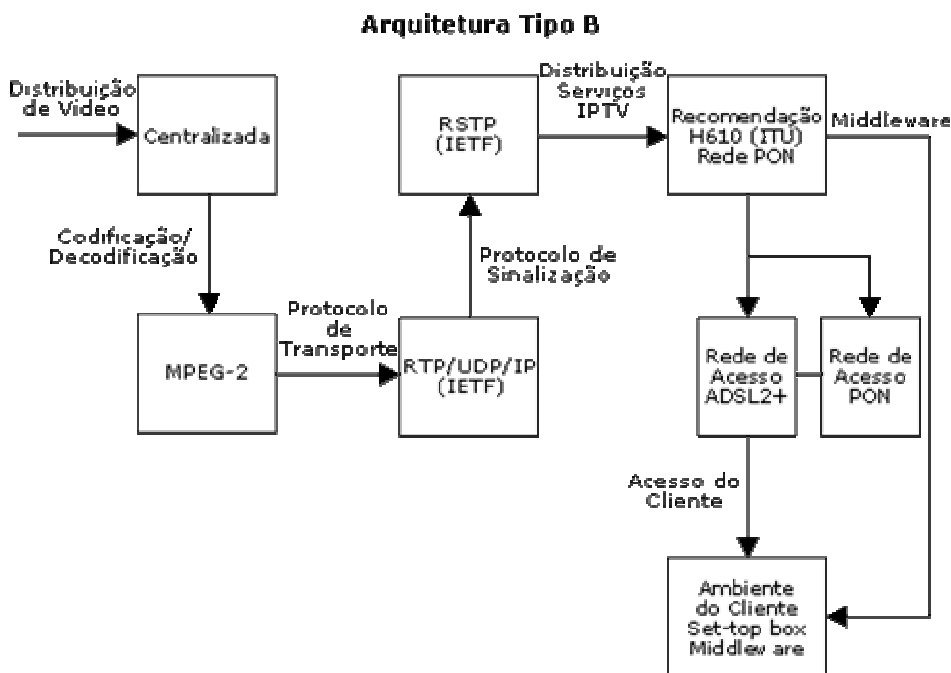 Arquitetura Tipo B
Distribuição
de Vídeo
Centralizada
Codificação/
Decodificação
MPEG-2
Protocolo
de
Transporte
RTP/UDP/IP
(IETF)
Protocolo de
Sinalização
RSTP
(IETF)
Distribuição
Serviços
IPTV
Recomendação
H610 (ITU)
Rede PON
Middleware
Rede de
Acesso
ADSL2+
Rede de
Acesso
PON
Acesso do
Cliente
Ambiente
do Cliente
Set-top box
Middleware